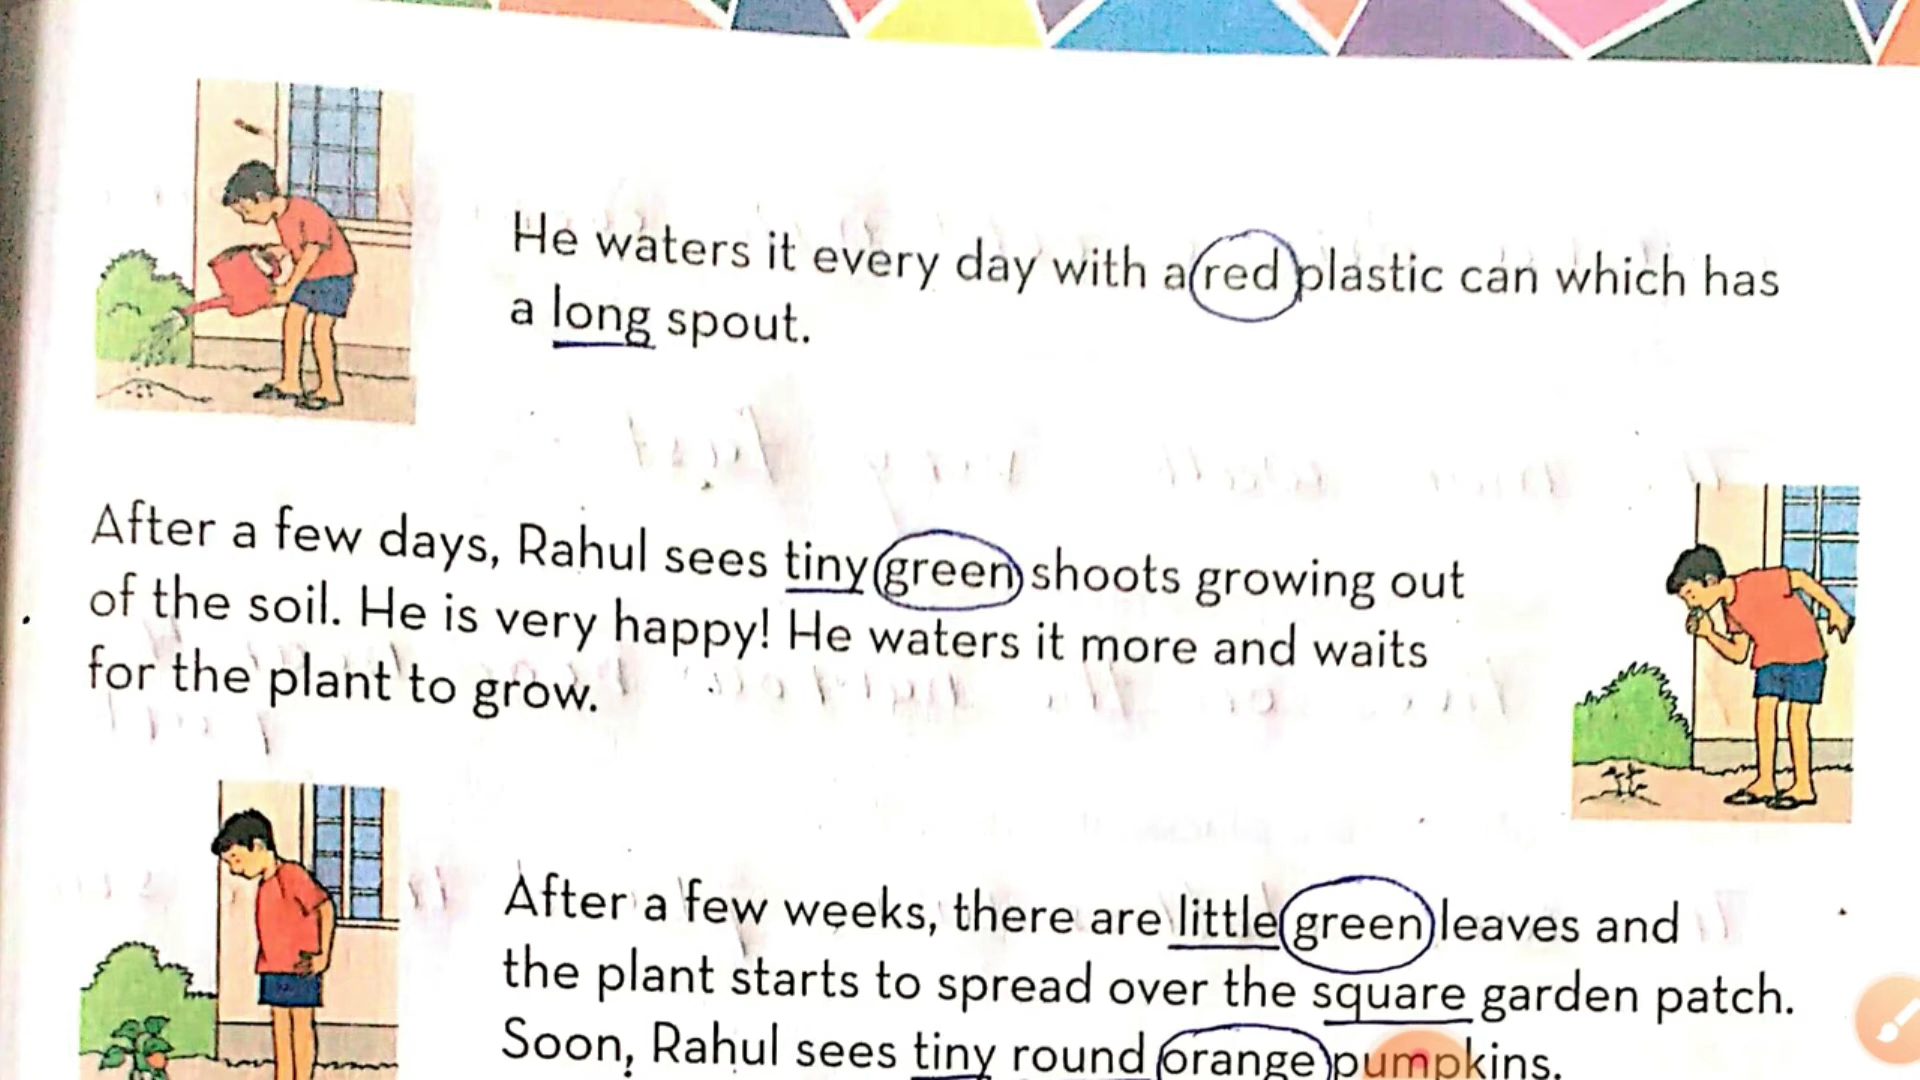 He waters it every day with a red plastic can which has
a long spout.
After a few days, Rahul sees tiny green shoots growing out
of the soil. He is very happy! He waters it more and waits
for the plant to grow.
After a few weeks, there are little green leaves and
the plant starts to spread over the square garden patch.
Soon, Rahul sees tiny round orange pumpkins.